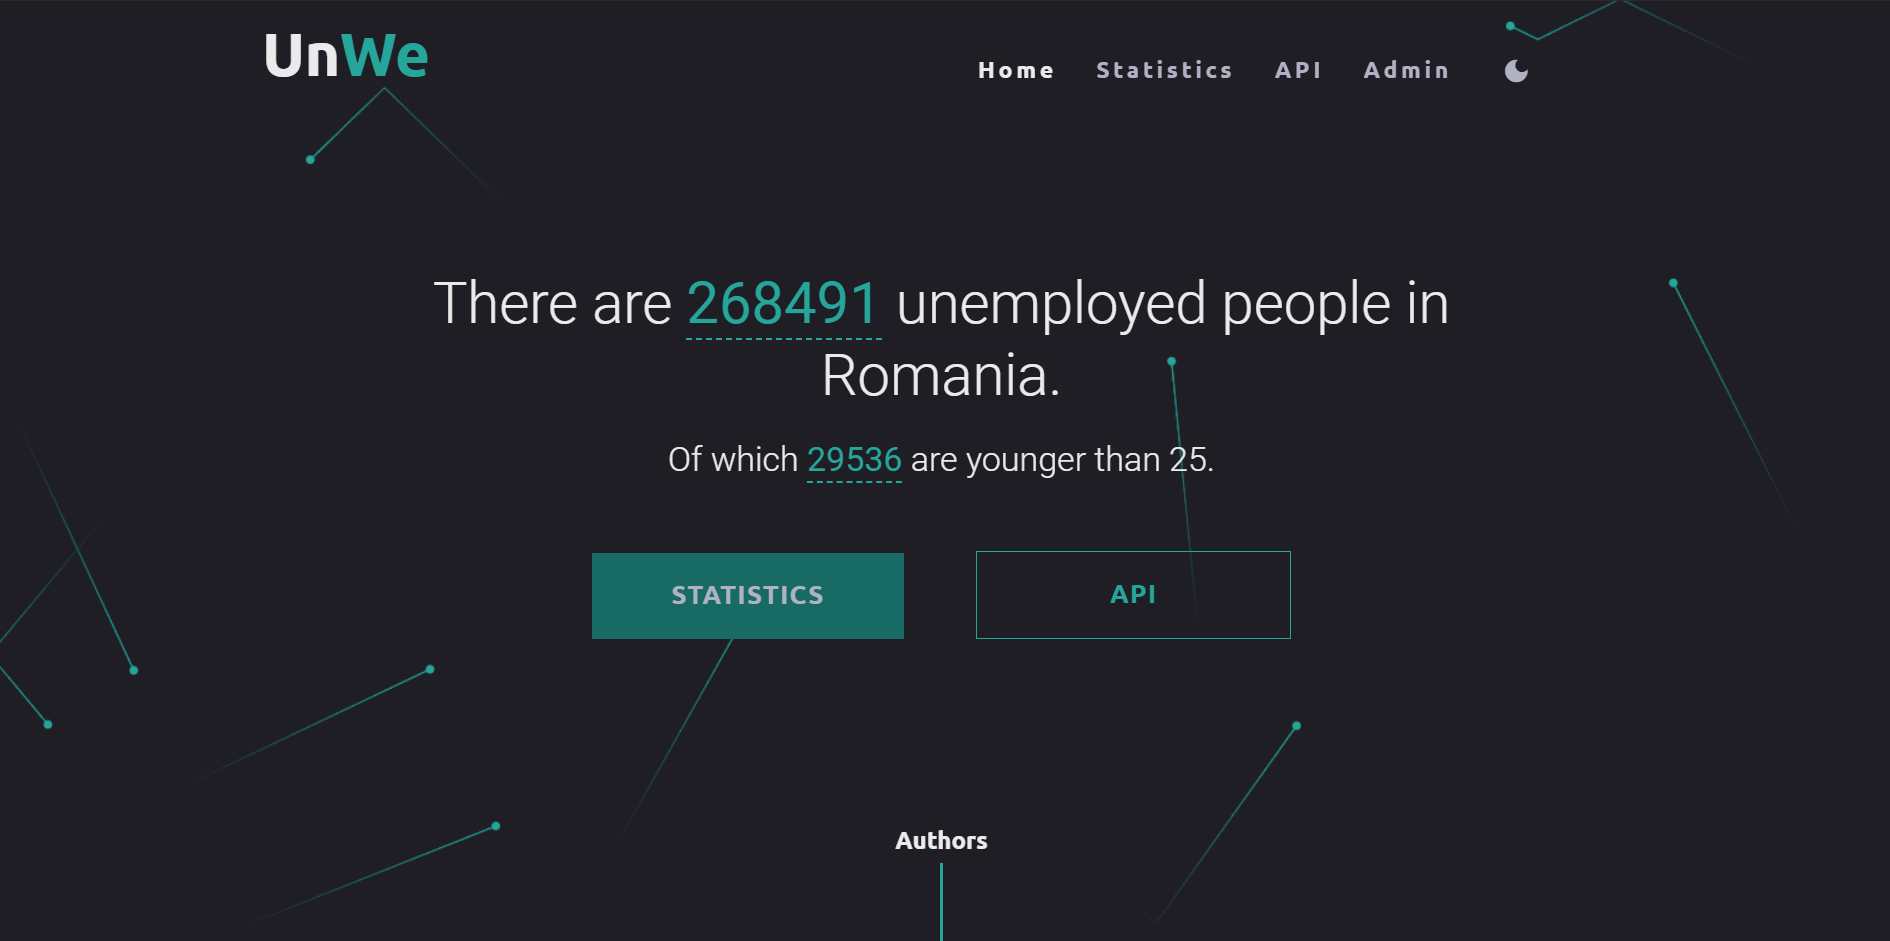 UnWe
Home Statistics API Admin
There are 268491 unemployed people in
Romania.
Of which 29536 are younger than 25.
STATISTICS
API
Authors